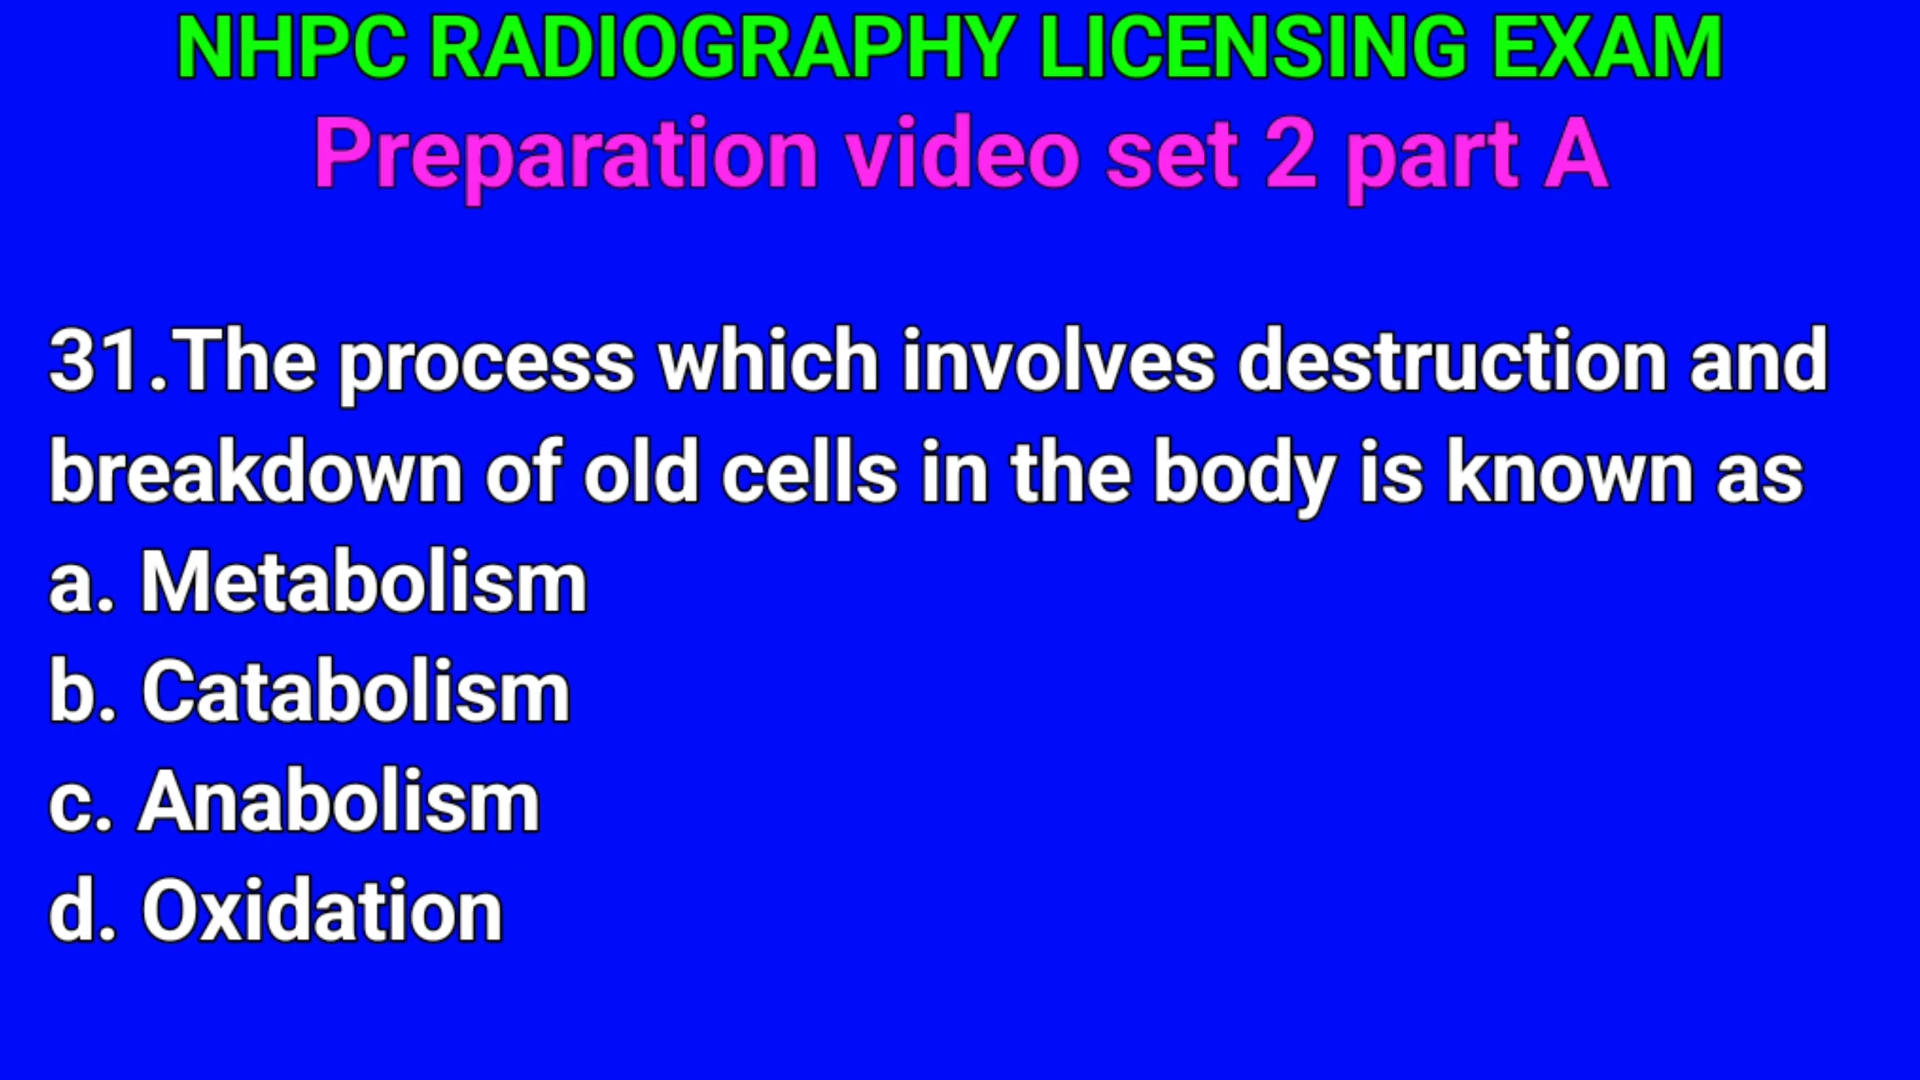 NHPC RADIOGRAPHY LICENSING EXAM
Preparation video set 2 part A
31.The process which involves destruction and
breakdown of old cells in the body is known as
a. Metabolism
b. Catabolism
c. Anabolism
d. Oxidation